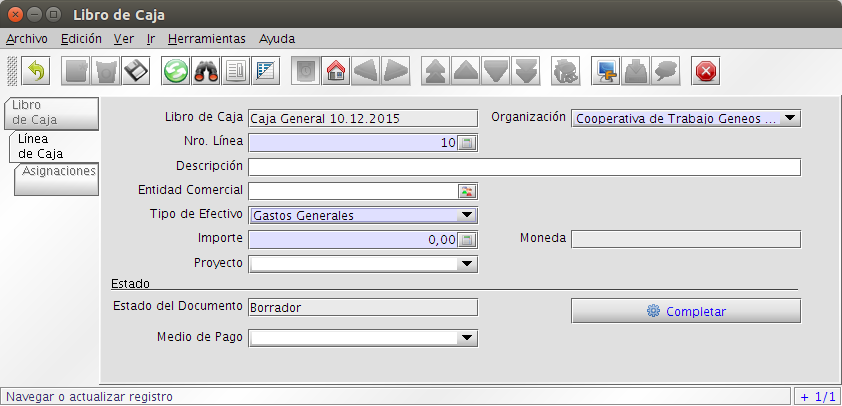 Libro de Caja
Archivo Edición Ver Ir Herramientas Ayuda
Libro
de Caja
Línea
de Caja
Asignaciones
Libro de Caja Caja General 10.12.2015 Organización Cooperativa de Trabajo Geneos ...
Nro. Línea 10
Descripción
Entidad Comercial
Tipo de Efectivo Gastos Generales
Importe 0,00 Moneda
Proyecto
Estado
Estado del Documento Borrador Completar
Medio de Pago
Navegar o actualizar registro + 1/1